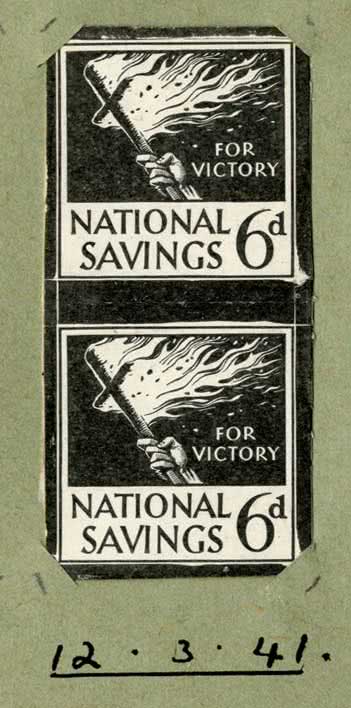 FOR
VICTORY
NATIONAL
SAVINGS 6d
FOR
VICTORY
NATIONAL
SAVINGS 6d
12 . 3 . 41.